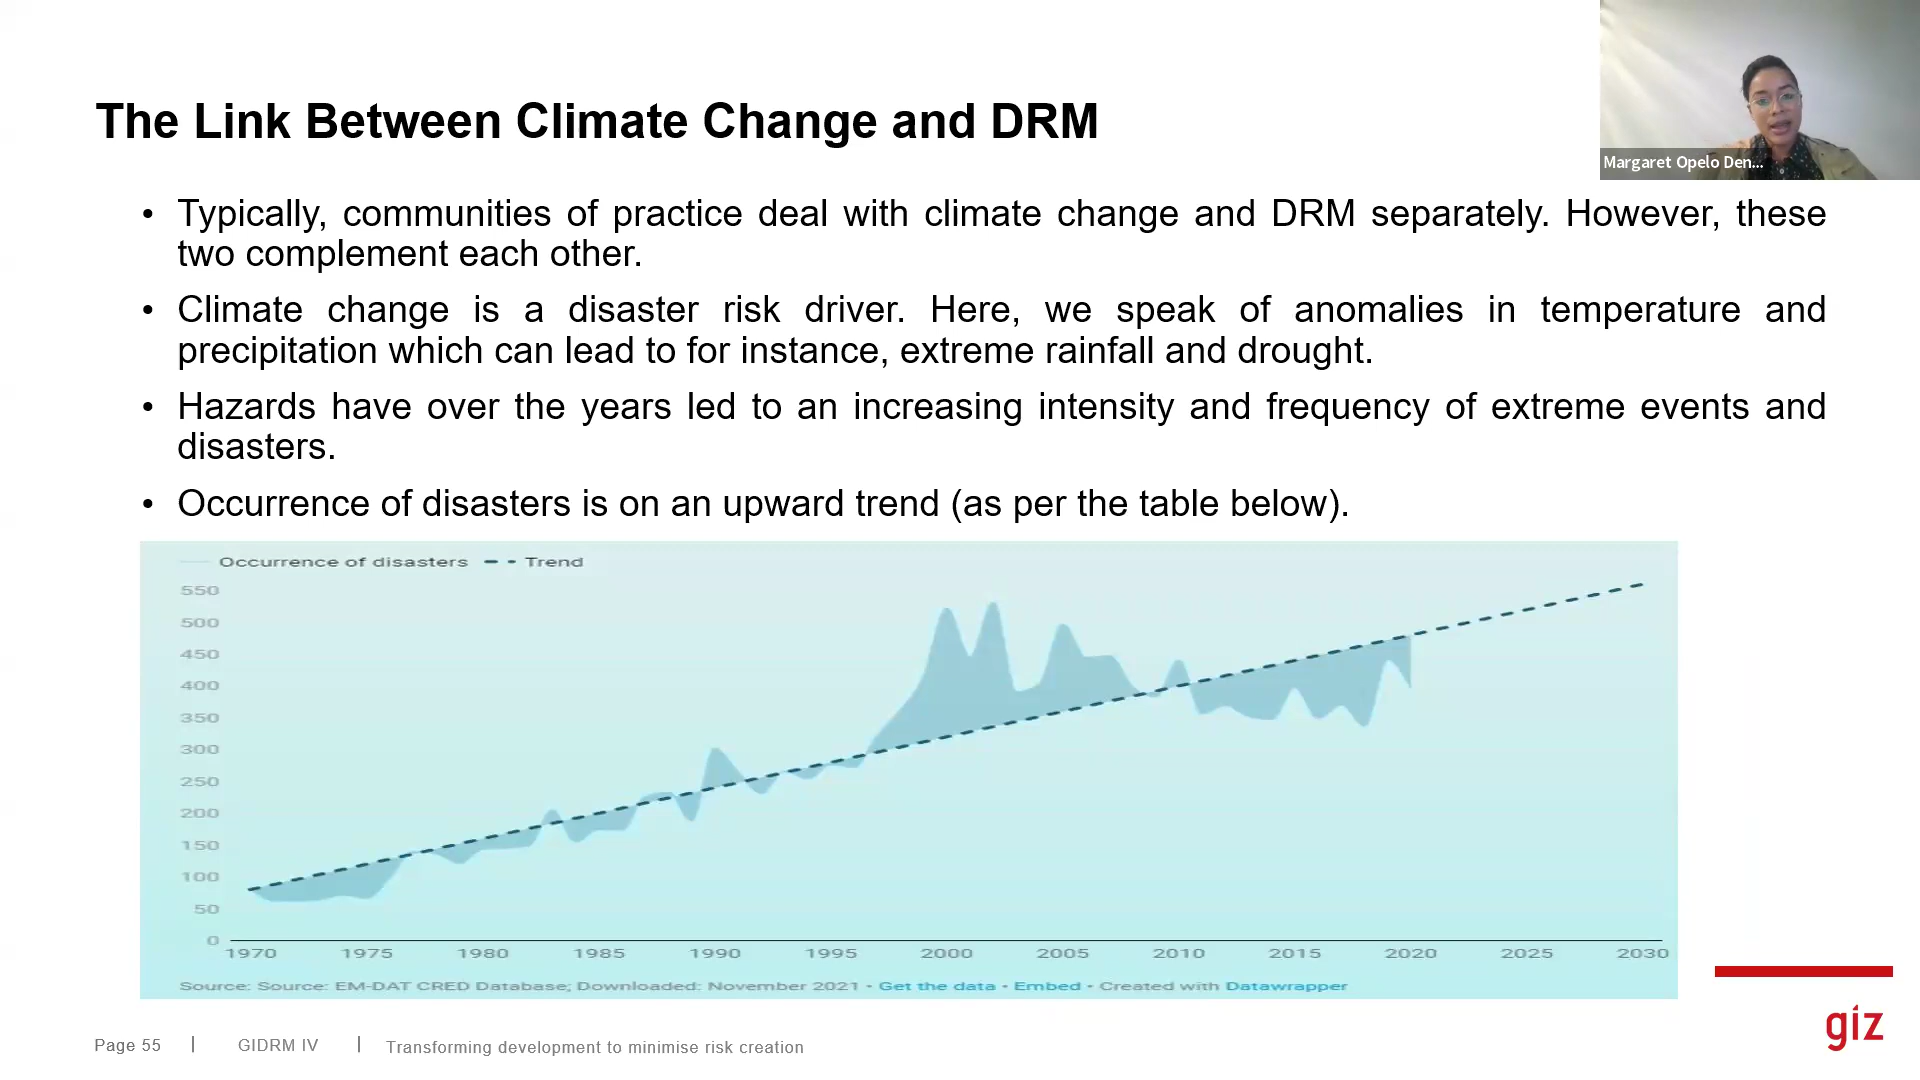 The Link Between Climate Change and DRM
Margaret Opelo Den...
• Typically, communities of practice deal with climate change and DRM separately. However, these
two complement each other.
• Climate change is a disaster risk driver. Here, we speak of anomalies in temperature and
precipitation which can lead to for instance, extreme rainfall and drought.
• Hazards have over the years led to an increasing intensity and frequency of extreme events and
disasters.
• Occurrence of disasters is on an upward trend (as per the table below).
Occurrence of disasters Trend
550
500
450
400
350
300
250
200
150
100
50
0
1970 1975 1980 1985 1990 1995 2000 2005 2010 2015 2020 2025 2030
Source: Source: EM-DAT CRED Database; Downloaded: November 2021 • Get the data • Embed • Created with Datawrapper
Page 55 | GIDRM IV | Transforming development to minimise risk creation
giz